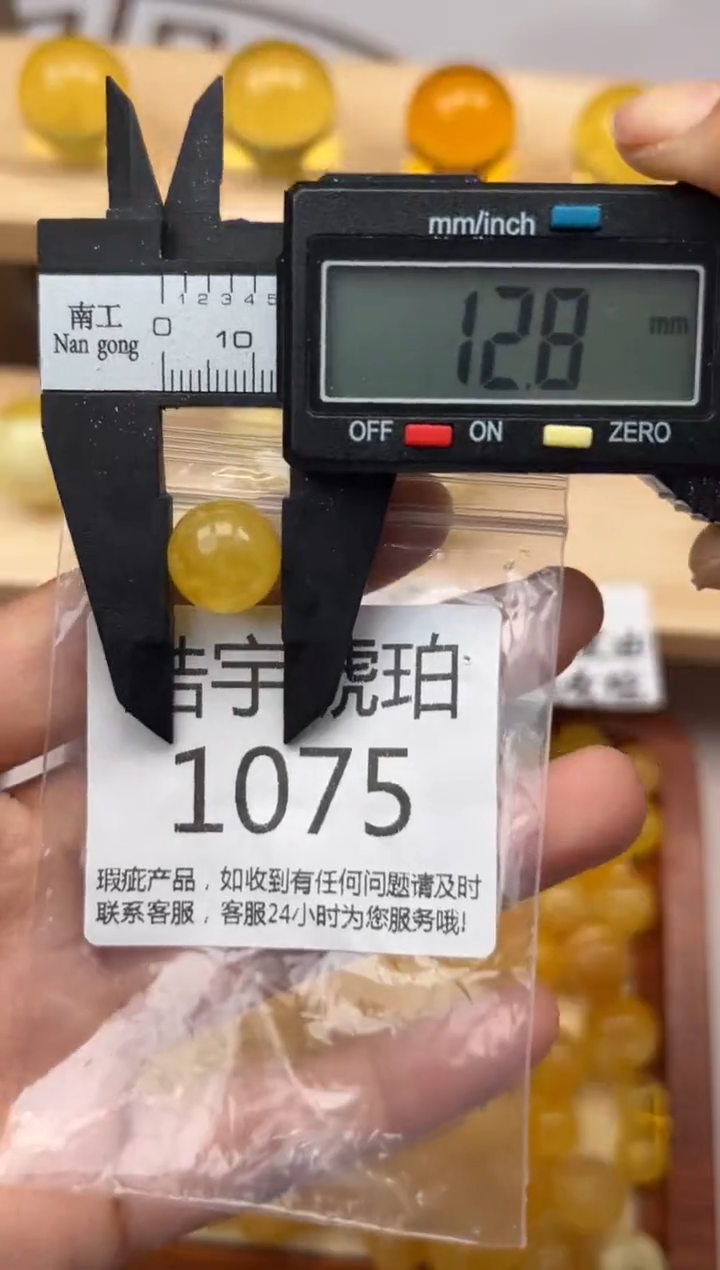 mm/inch
12.8 mm
1 2 3 4 5
南工
Nan gong
0 10
OFF ON ZERO
宇 琥珀
1075
瑕疵产品，如收到有任何问题请及时
联系客服，客服24小时为您服务哦!